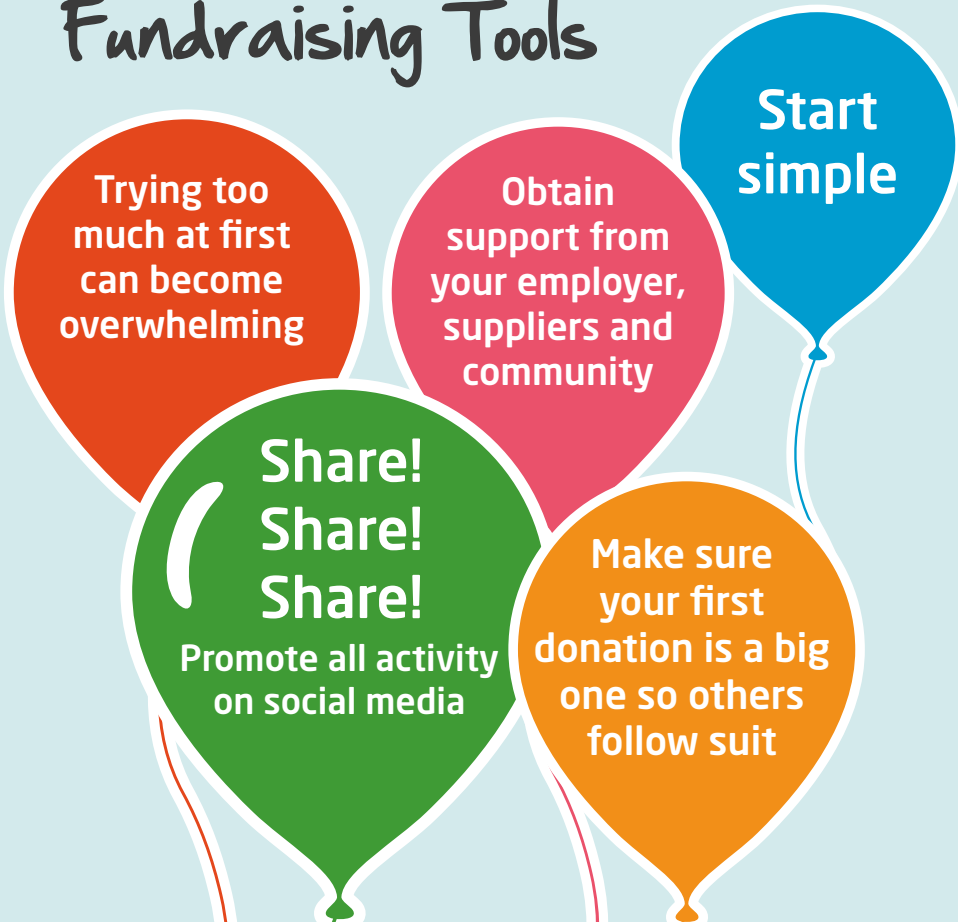 Fundraising Tools
Start
simple
Trying too
much at first
can become
overwhelming
Obtain
support from
your employer,
suppliers and
community
Share!
Share!
Share!
Promote all activity
on social media
Make sure
your first
donation is a big
one so others
follow suit